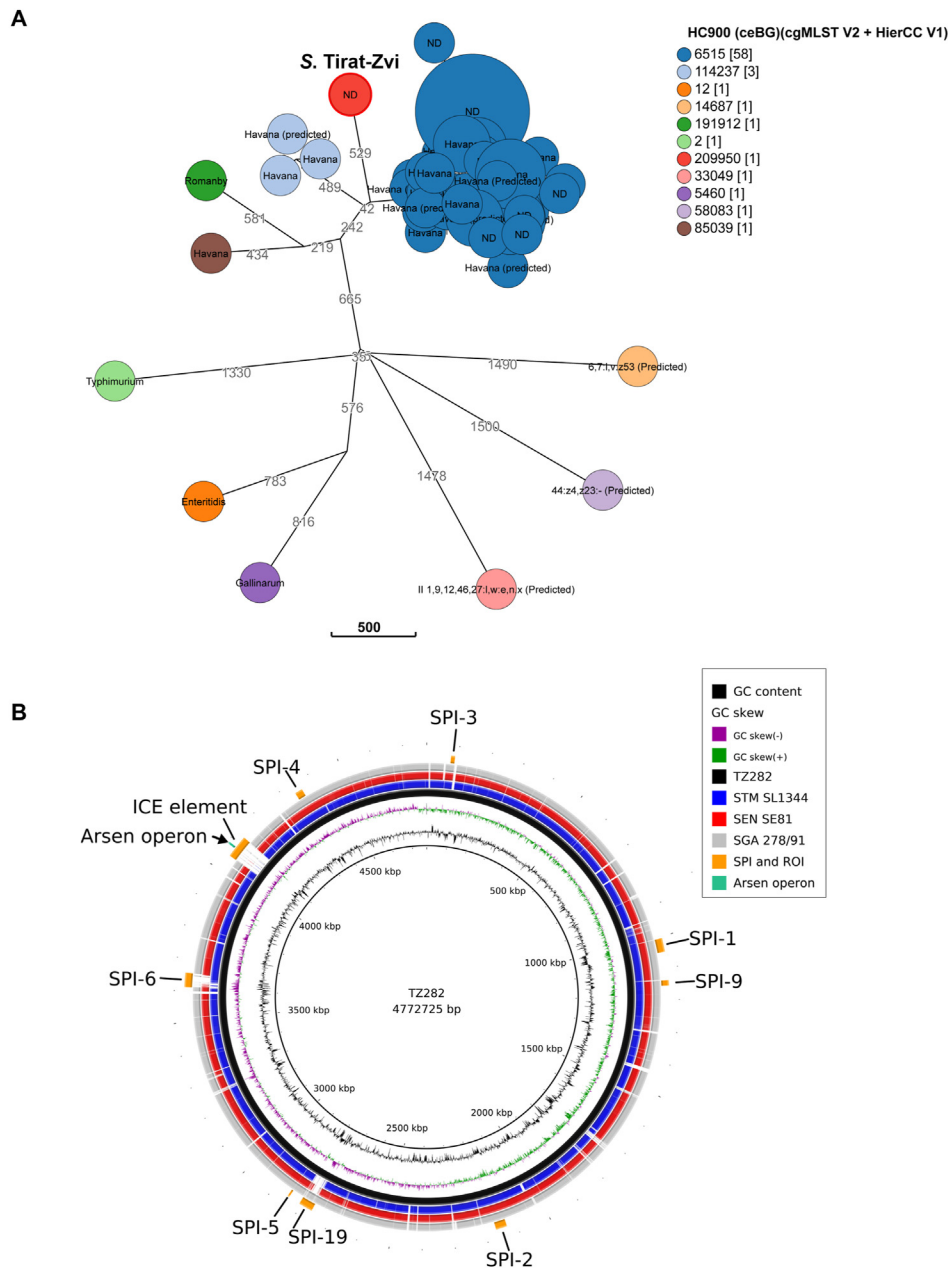 A
HC900 (ceBG)(cgMLST V2 + HierCC V1)
6515 [58]
114237 [3]
12 [1]
14687 [1]
191912 [1]
2 [1]
209950 [1]
33049 [1]
5460 [1]
58083 [1]
85039 [1]
ND
S. Tirat-Zvi
ND
ND
Havana (predicted)
Havana
Havana
Havana
Havana
Havana (Predicted)
Havana
ND
ND
ND
ND
Havana
Havana (predicted)
Romanby
Havana
529
489
42
242
581
219
434
665
1330
1490
576
1500
783
1478
816
Typhimurium
6,7:l,v:z53 (Predicted)
Enteritidis
44:z4,z23:- (Predicted)
Gallinarum
II 1,9,12,46,27:l,w:e,n,x (Predicted)
500
B
GC content
GC skew
GC skew(-)
GC skew(+)
TZ282
STM SL1344
SEN SE81
SGA 278/91
SPI and ROI
Arsen operon
SPI-3
SPI-4
ICE element
Arsen operon
SPI-1
SPI-9
SPI-6
SPI-5
SPI-19
SPI-2
4500 kbp
500 kbp
4000 kbp
1000 kbp
3500 kbp
1500 kbp
3000 kbp
2000 kbp
2500 kbp
TZ282
4772725 bp